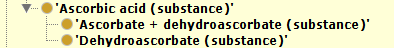 'Ascorbic acid (substance)'
'Ascorbate + dehydroascorbate (substance)'
'Dehydroascorbate (substance)'